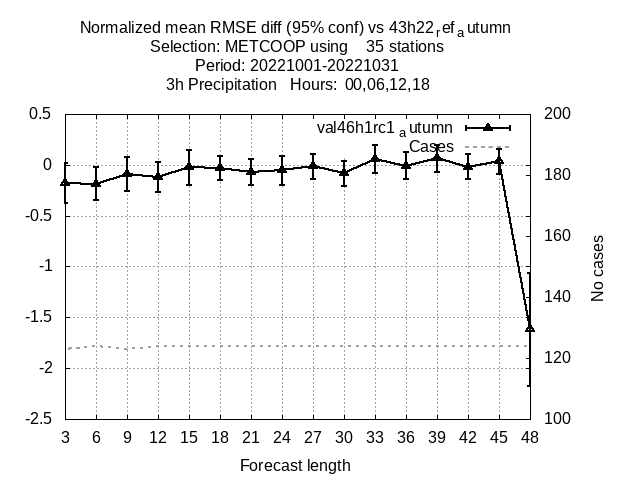 Normalized mean RMSE diff (95% conf) vs 43h22refautumn
Selection: METCOOP using 35 stations
Period: 20221001-20221031
3h Precipitation Hours: 00,06,12,18
val46h1rc1autumn
Cases
0.5
0
-0.5
-1
-1.5
-2
-2.5
200
180
160
140
120
100
No cases
3 6 9 12 15 18 21 24 27 30 33 36 39 42 45 48
Forecast length